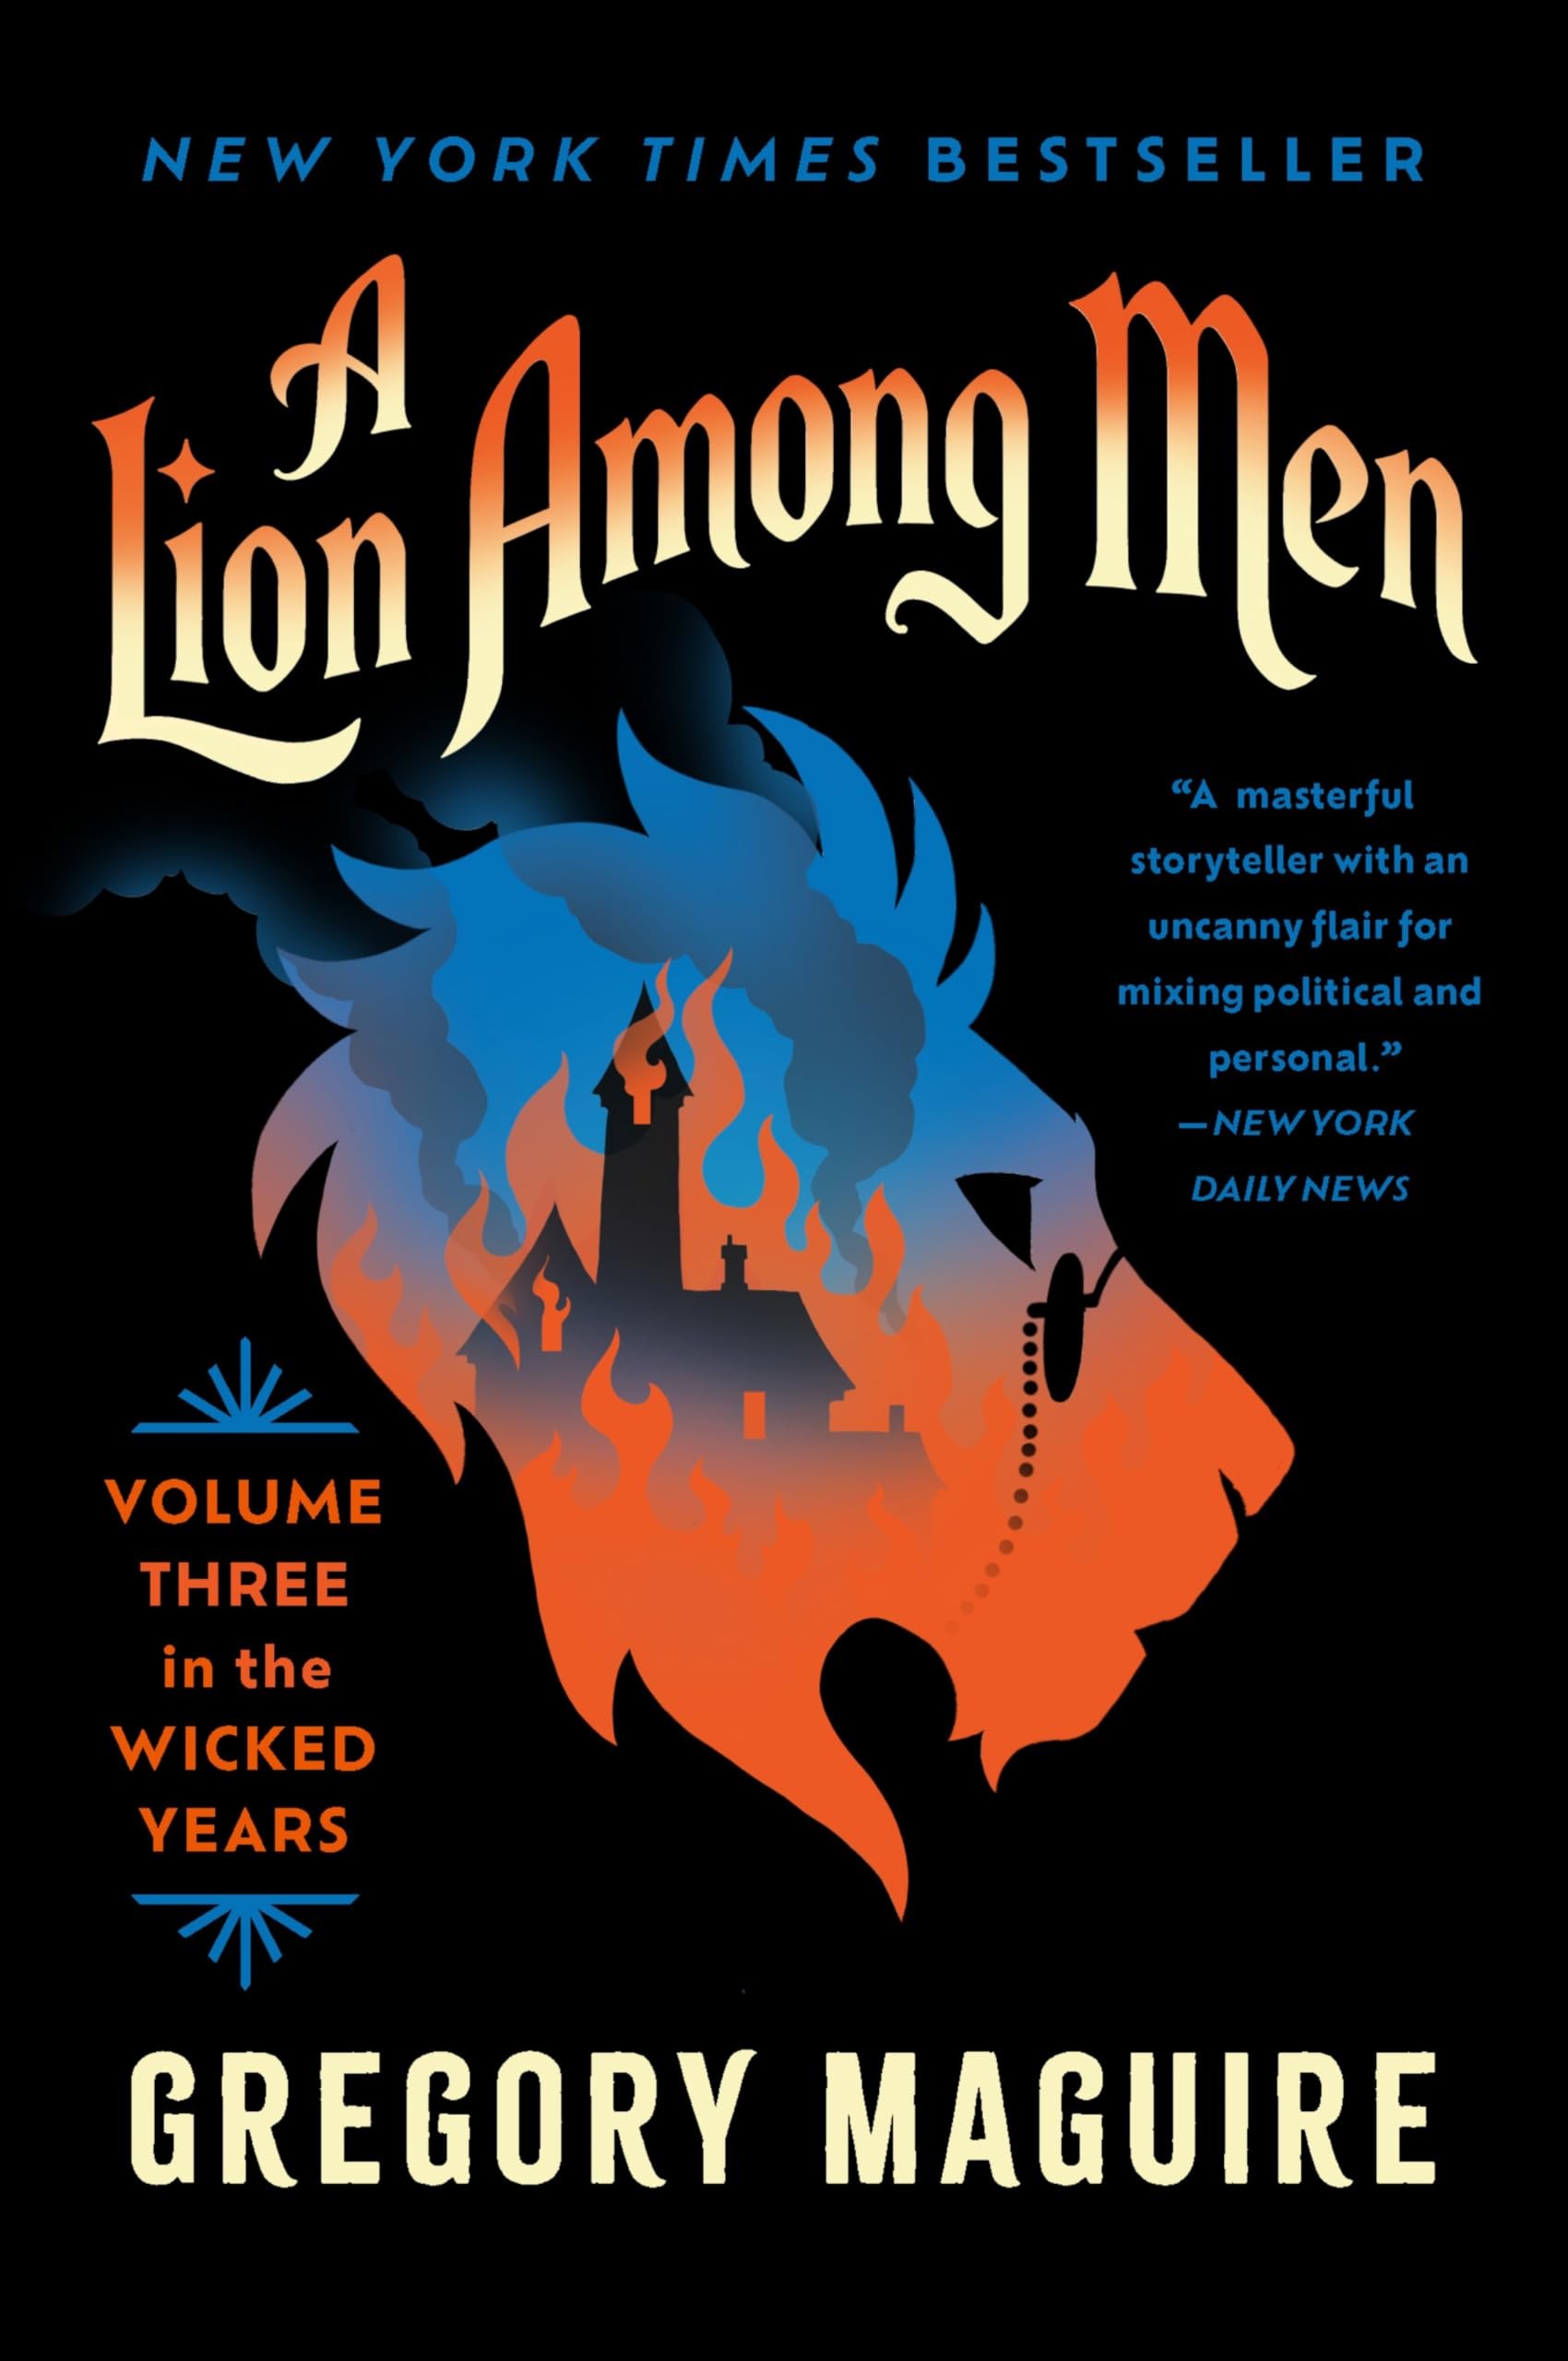 NEW YORK TIMES BESTSELLER
A
Lion Among Men
“A masterful
storyteller with an
uncanny flair for
mixing political and
personal.”
—NEW YORK
DAILY NEWS
VOLUME
THREE
in the
WICKED
YEARS
GREGORY MAGUIRE